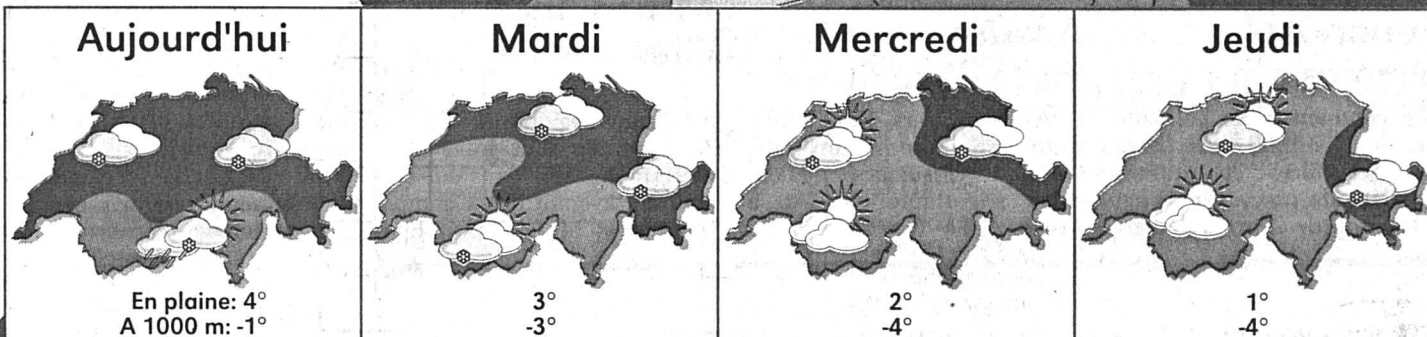 Aujourd'hui
En plaine: 4°
A 1000 m: -1°
Mardi
3°
-3°
Mercredi
2°
-4°
Jeudi
1°
-4°